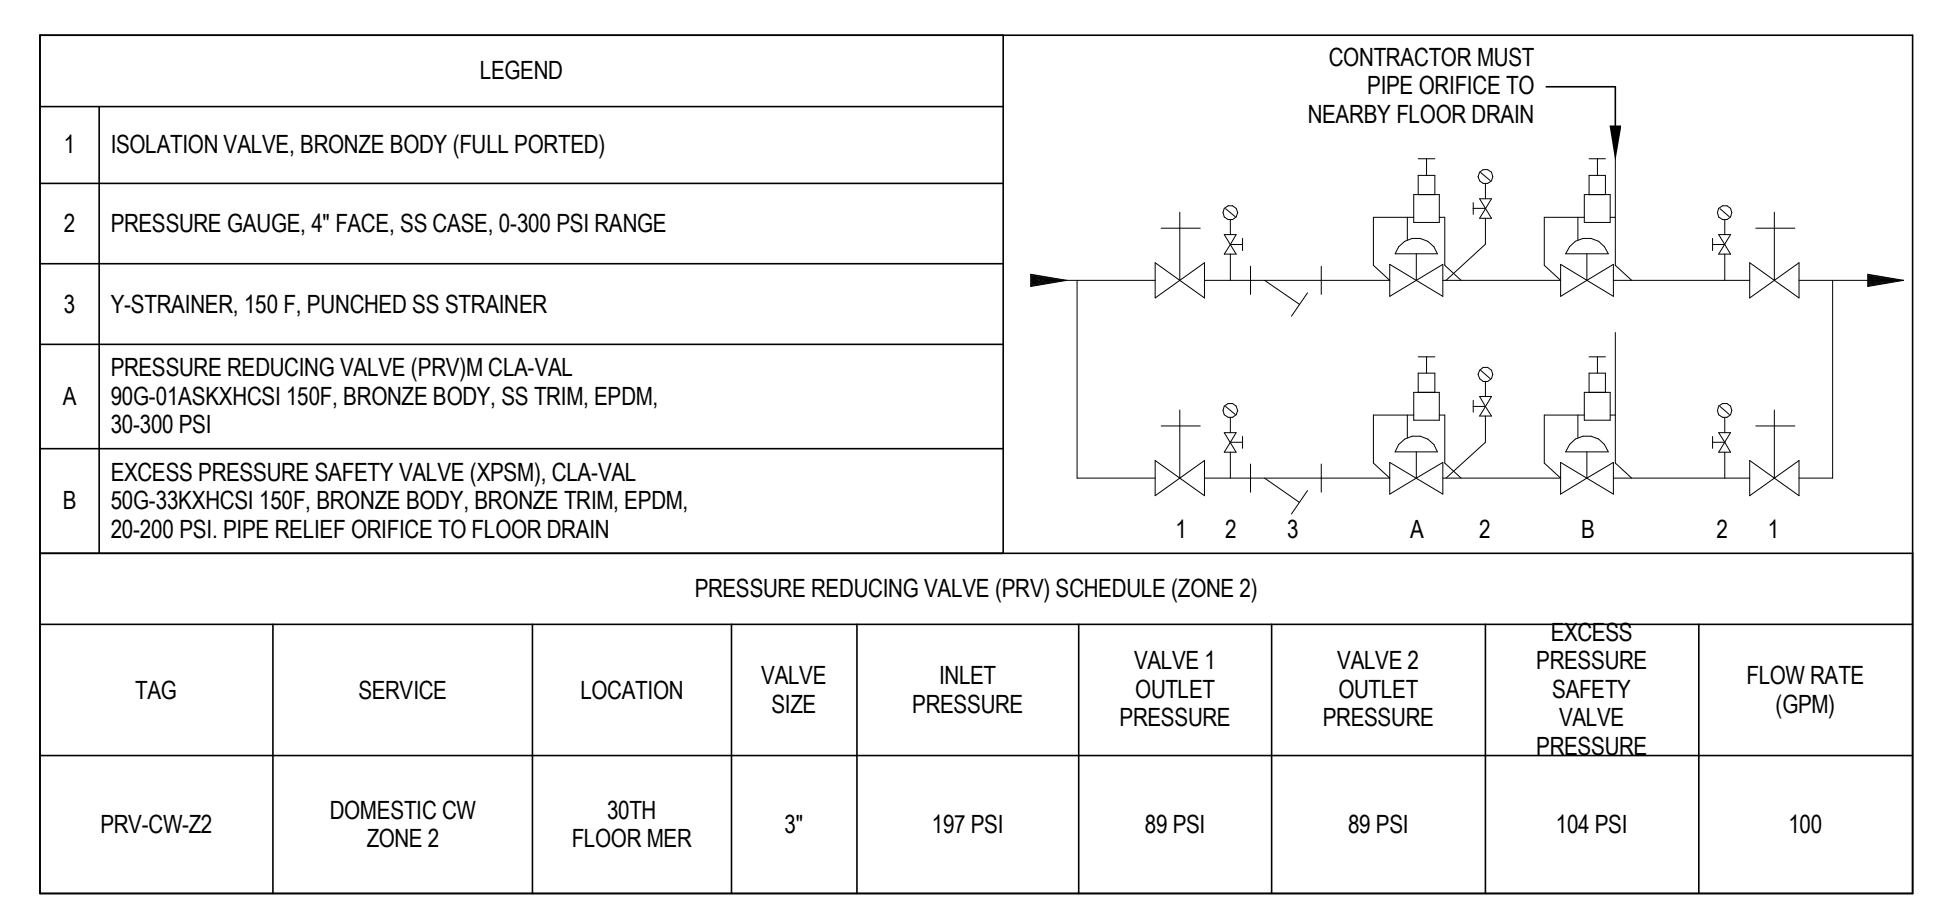 LEGEND
1 ISOLATION VALVE, BRONZE BODY (FULL PORTED)
2 PRESSURE GAUGE, 4" FACE, SS CASE, 0-300 PSI RANGE
3 Y-STRAINER, 150 F, PUNCHED SS STRAINER
A PRESSURE REDUCING VALVE (PRV)M CLA-VAL
90G-01ASKXHCSI 150F, BRONZE BODY, SS TRIM, EPDM,
30-300 PSI
B EXCESS PRESSURE SAFETY VALVE (XPSM), CLA-VAL
50G-33KXHCSI 150F, BRONZE BODY, BRONZE TRIM, EPDM,
20-200 PSI. PIPE RELIEF ORIFICE TO FLOOR DRAIN
CONTRACTOR MUST
PIPE ORIFICE TO
NEARBY FLOOR DRAIN
1 2 3 A 2 B 2 1
PRESSURE REDUCING VALVE (PRV) SCHEDULE (ZONE 2)
TAG
SERVICE
LOCATION
VALVE
SIZE
INLET
PRESSURE
VALVE 1
OUTLET
PRESSURE
VALVE 2
OUTLET
PRESSURE
EXCESS
PRESSURE
SAFETY
VALVE
PRESSURE
FLOW RATE
(GPM)
PRV-CW-Z2
DOMESTIC CW
ZONE 2
30TH
FLOOR MER
3"
197 PSI
89 PSI
89 PSI
104 PSI
100